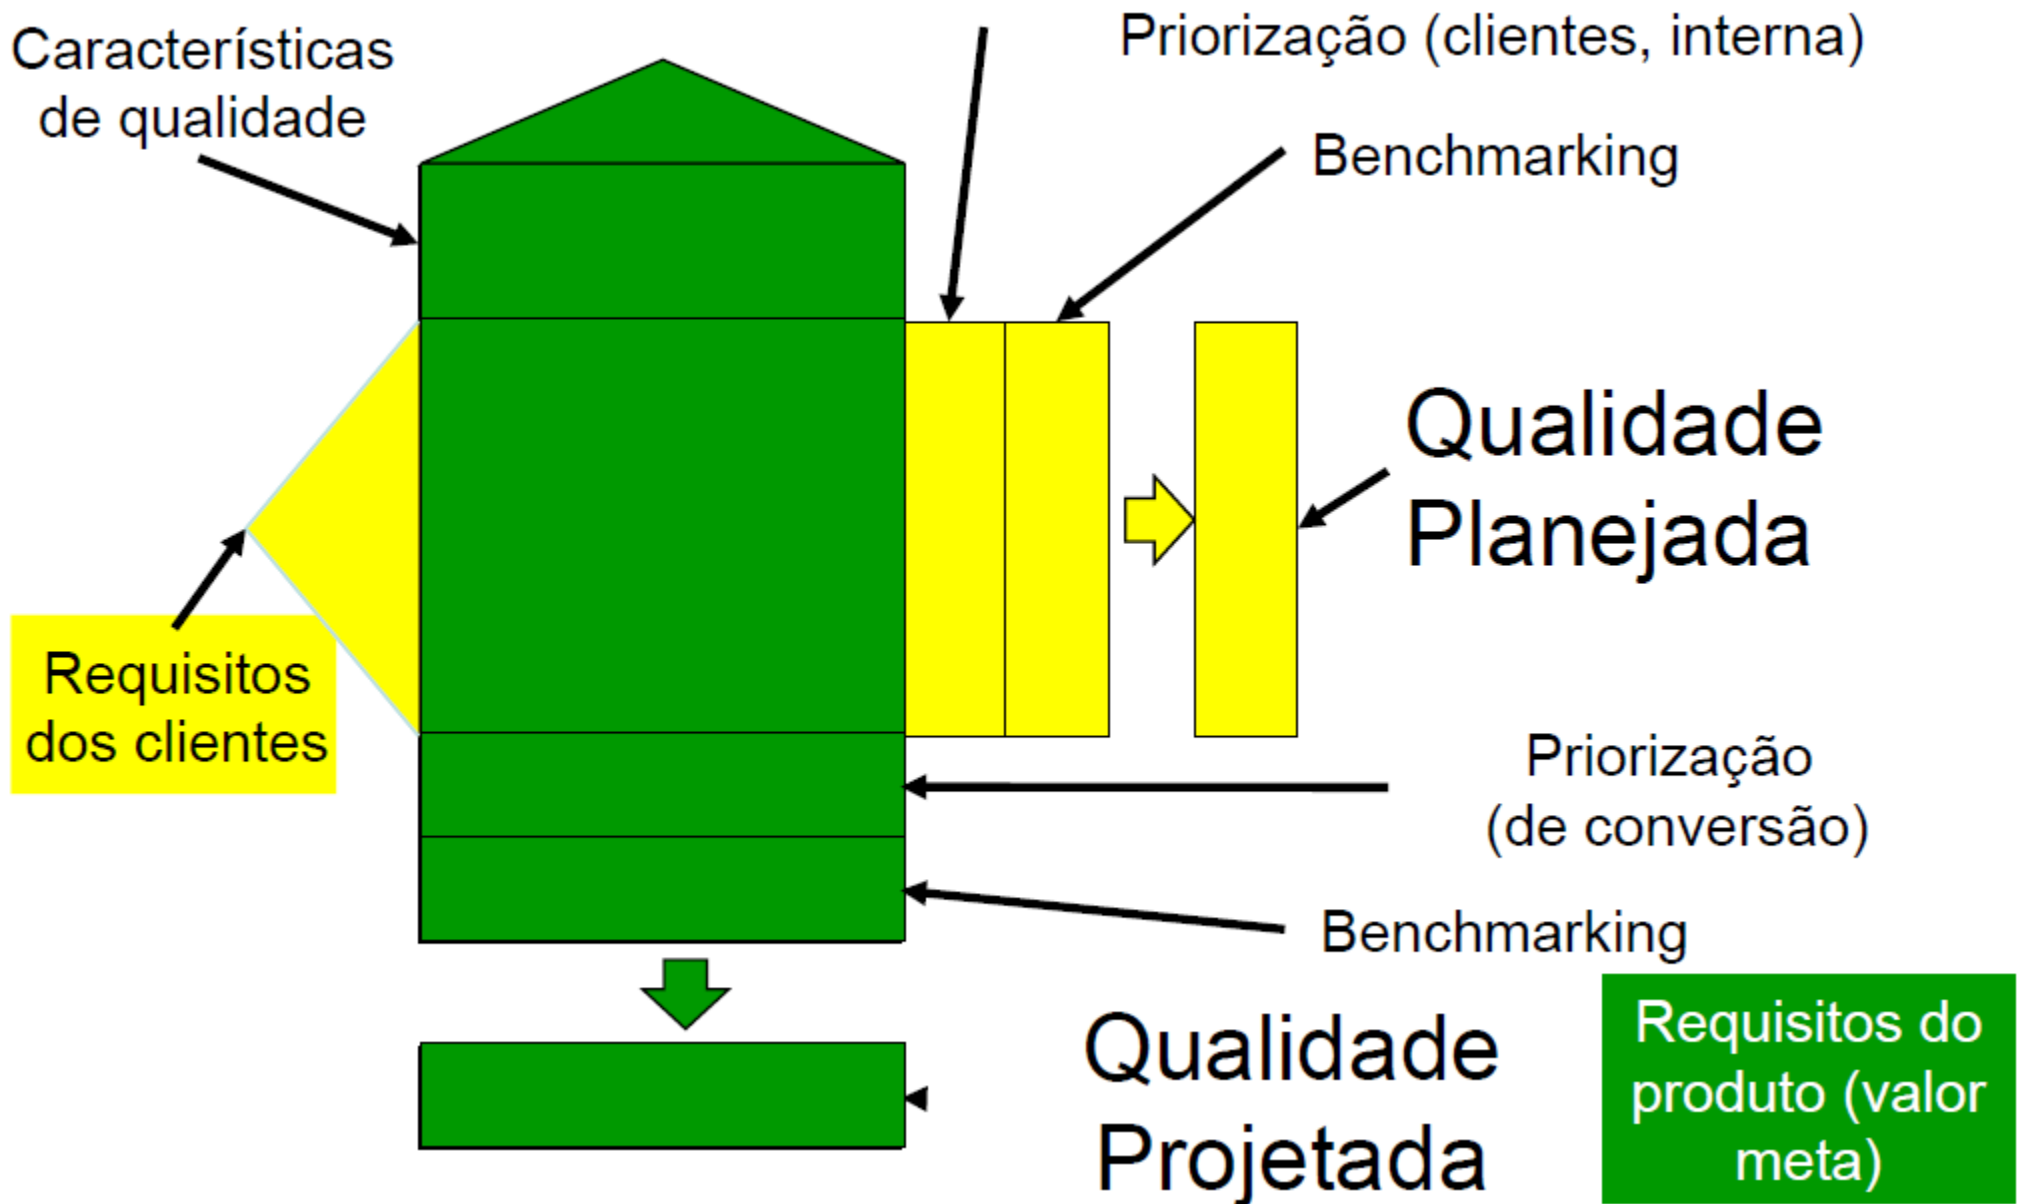 Características
de qualidade
Priorização (clientes, interna)
Benchmarking
Qualidade
Planejada
Requisitos
dos clientes
Priorização
(de conversão)
Benchmarking
Qualidade
Projetada
Requisitos do
produto (valor
meta)